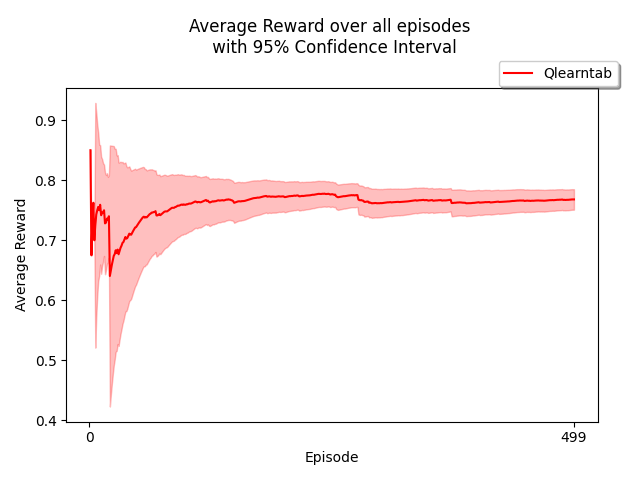 Average Reward over all episodes
with 95% Confidence Interval
Qlearntab
0.9
0.8
0.7
0.6
0.5
0.4
Average Reward
0
499
Episode